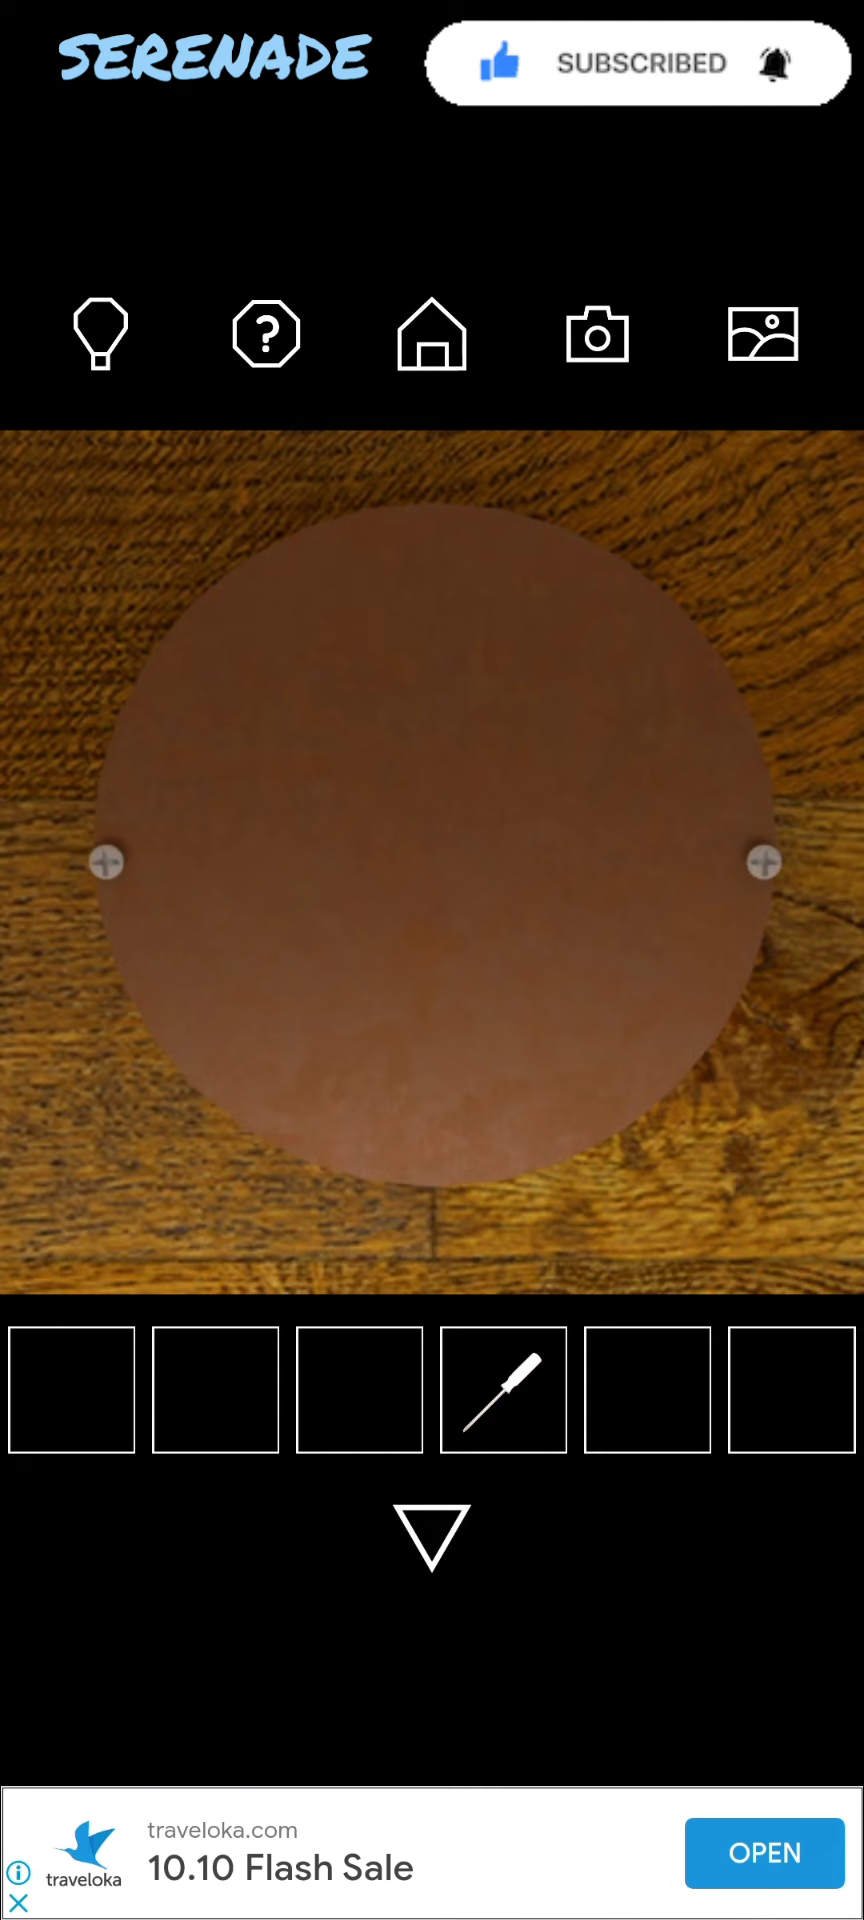 SERENADE
SUBSCRIBED
?
traveloka.com
10.10 Flash Sale
traveloka
OPEN